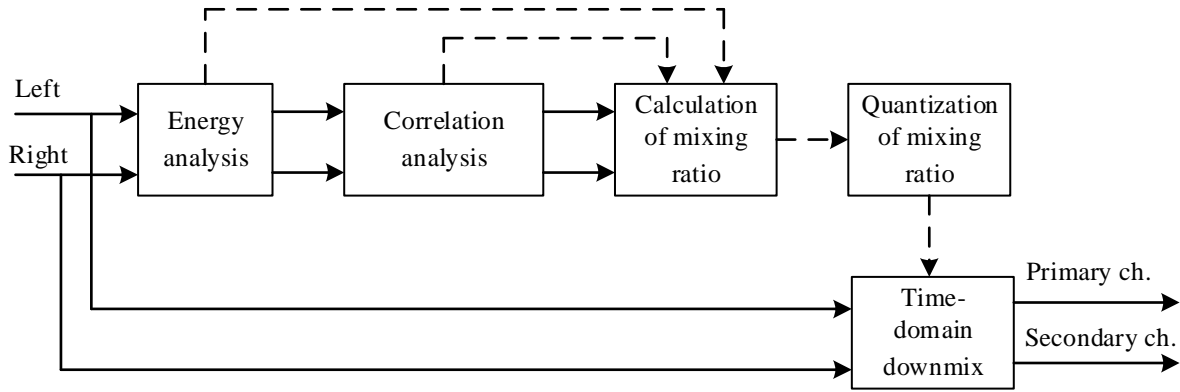 Left
Right
Energy
analysis
Correlation
analysis
Calculation
of mixing
ratio
Quantization
of mixing
ratio
Time-
domain
downmix
Primary ch.
Secondary ch.